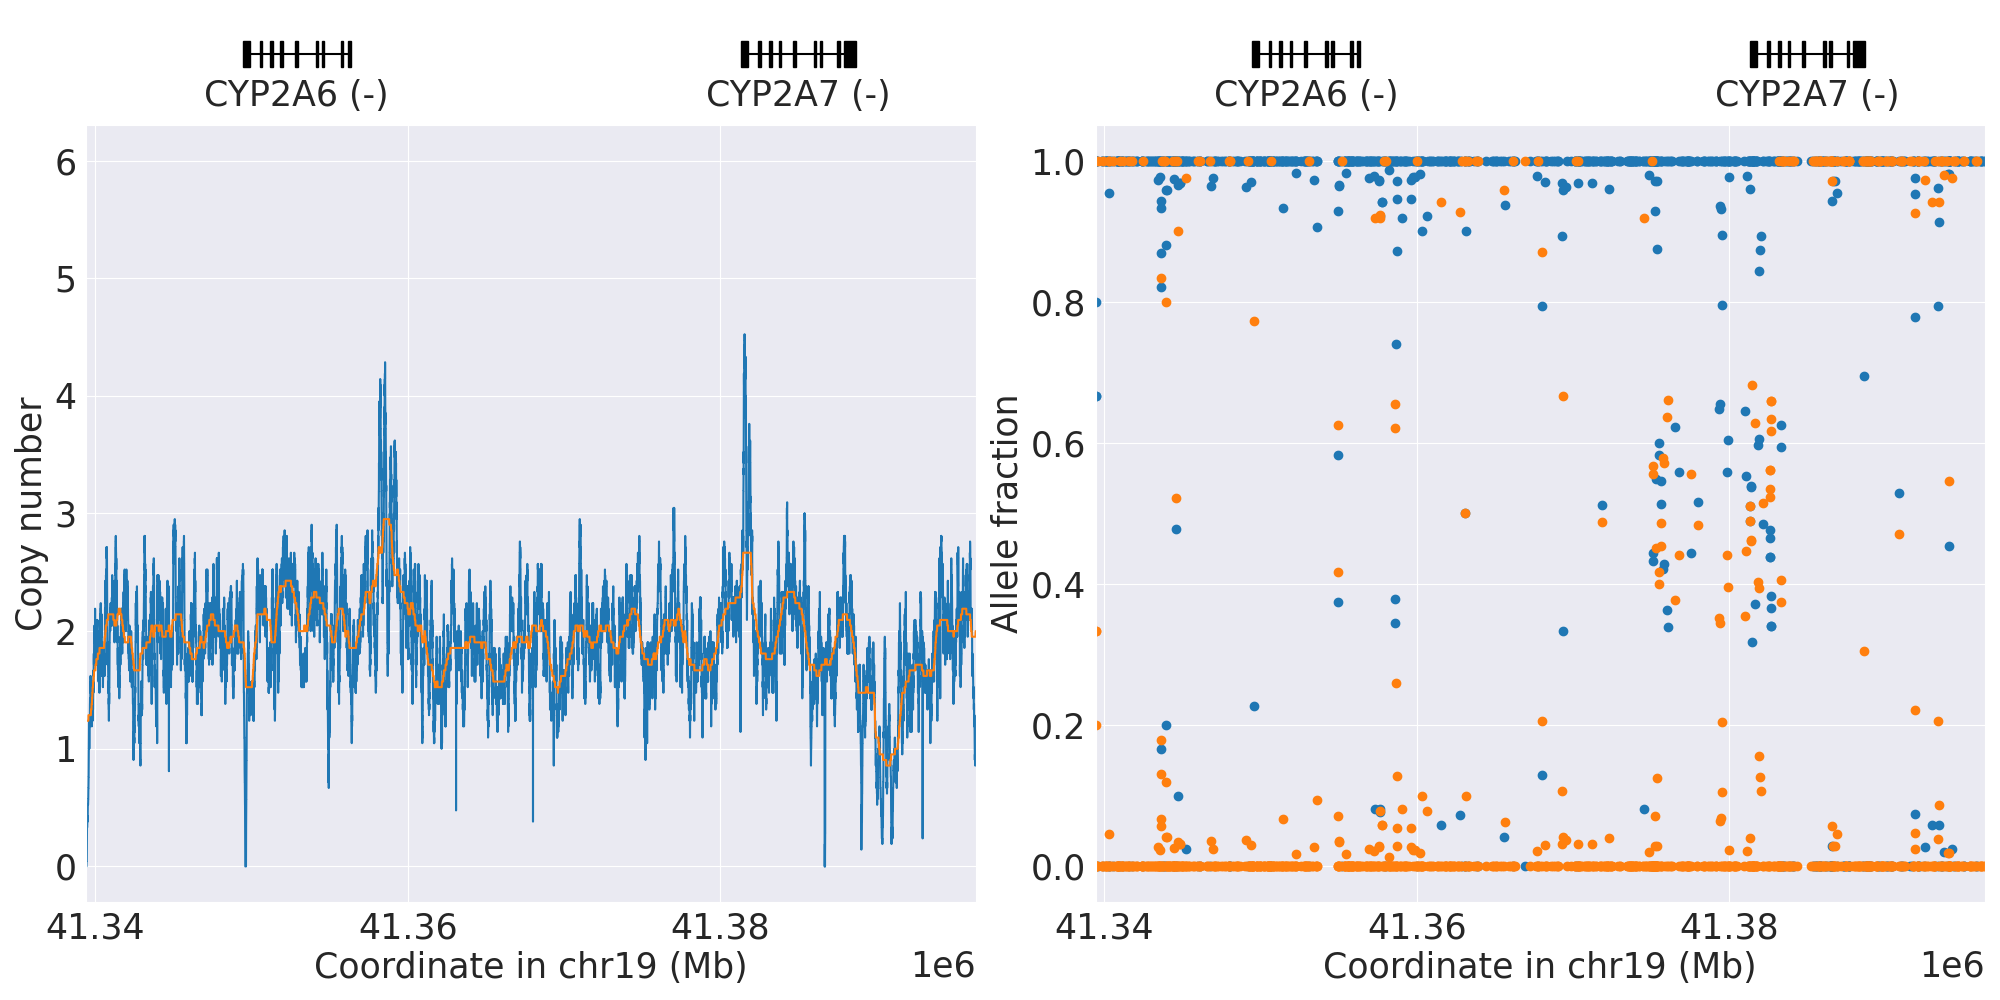 CYP2A6 (-)
CYP2A7 (-)
6
5
4
3
2
1
0
Copy number
41.34
41.36
41.38
Coordinate in chr19 (Mb)
1e6
CYP2A6 (-)
CYP2A7 (-)
1.0
0.8
0.6
0.4
0.2
0.0
Allele fraction
41.34
41.36
41.38
Coordinate in chr19 (Mb)
1e6